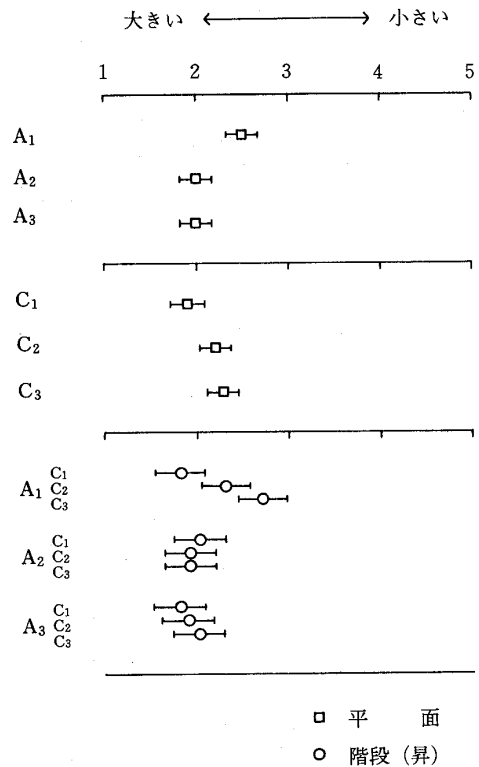 大きい ←→ 小さい
1 2 3 4 5
A₁
A₂
A₃
C₁
C₂
C₃
A₁ C₁
C₂
C₃
A₂ C₁
C₂
C₃
A₃ C₁
C₂
C₃
□ 平 面
○ 階段（昇）